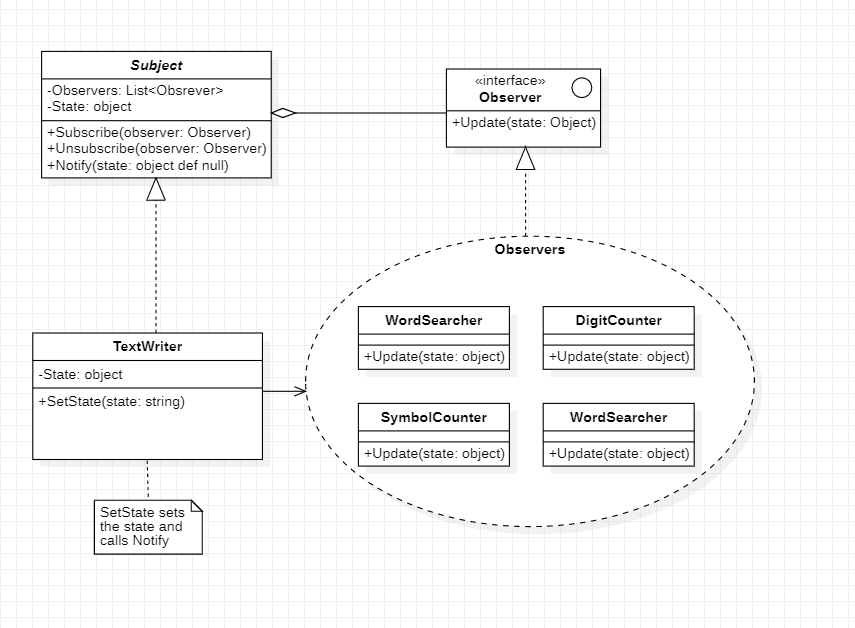 Subject
-Observers: List<Obsrever>
-State: object
+Subscribe(observer: Observer)
+Unsubscribe(observer: Observer)
+Notify(state: object def null)
«interface»
Observer
+Update(state: Object)
Observers
WordSearcher
+Update(state: object)
DigitCounter
+Update(state: object)
TextWriter
-State: object
+SetState(state: string)
SymbolCounter
+Update(state: object)
WordSearcher
+Update(state: object)
SetState sets
the state and
calls Notify